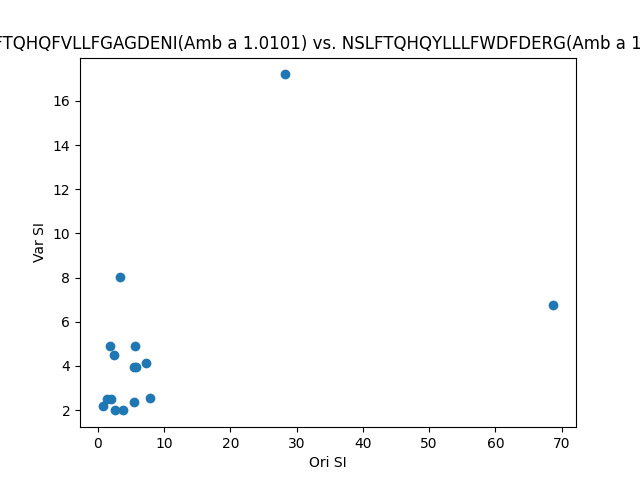 FTQHQFVLLFGAGDENI(Amb a 1.0101) vs. NSLFTQHQYLLLFWDFDERG(Amb a 1
16
14
12
10
8
6
4
2
Var SI
0 10 20 30 40 50 60 70
Ori SI